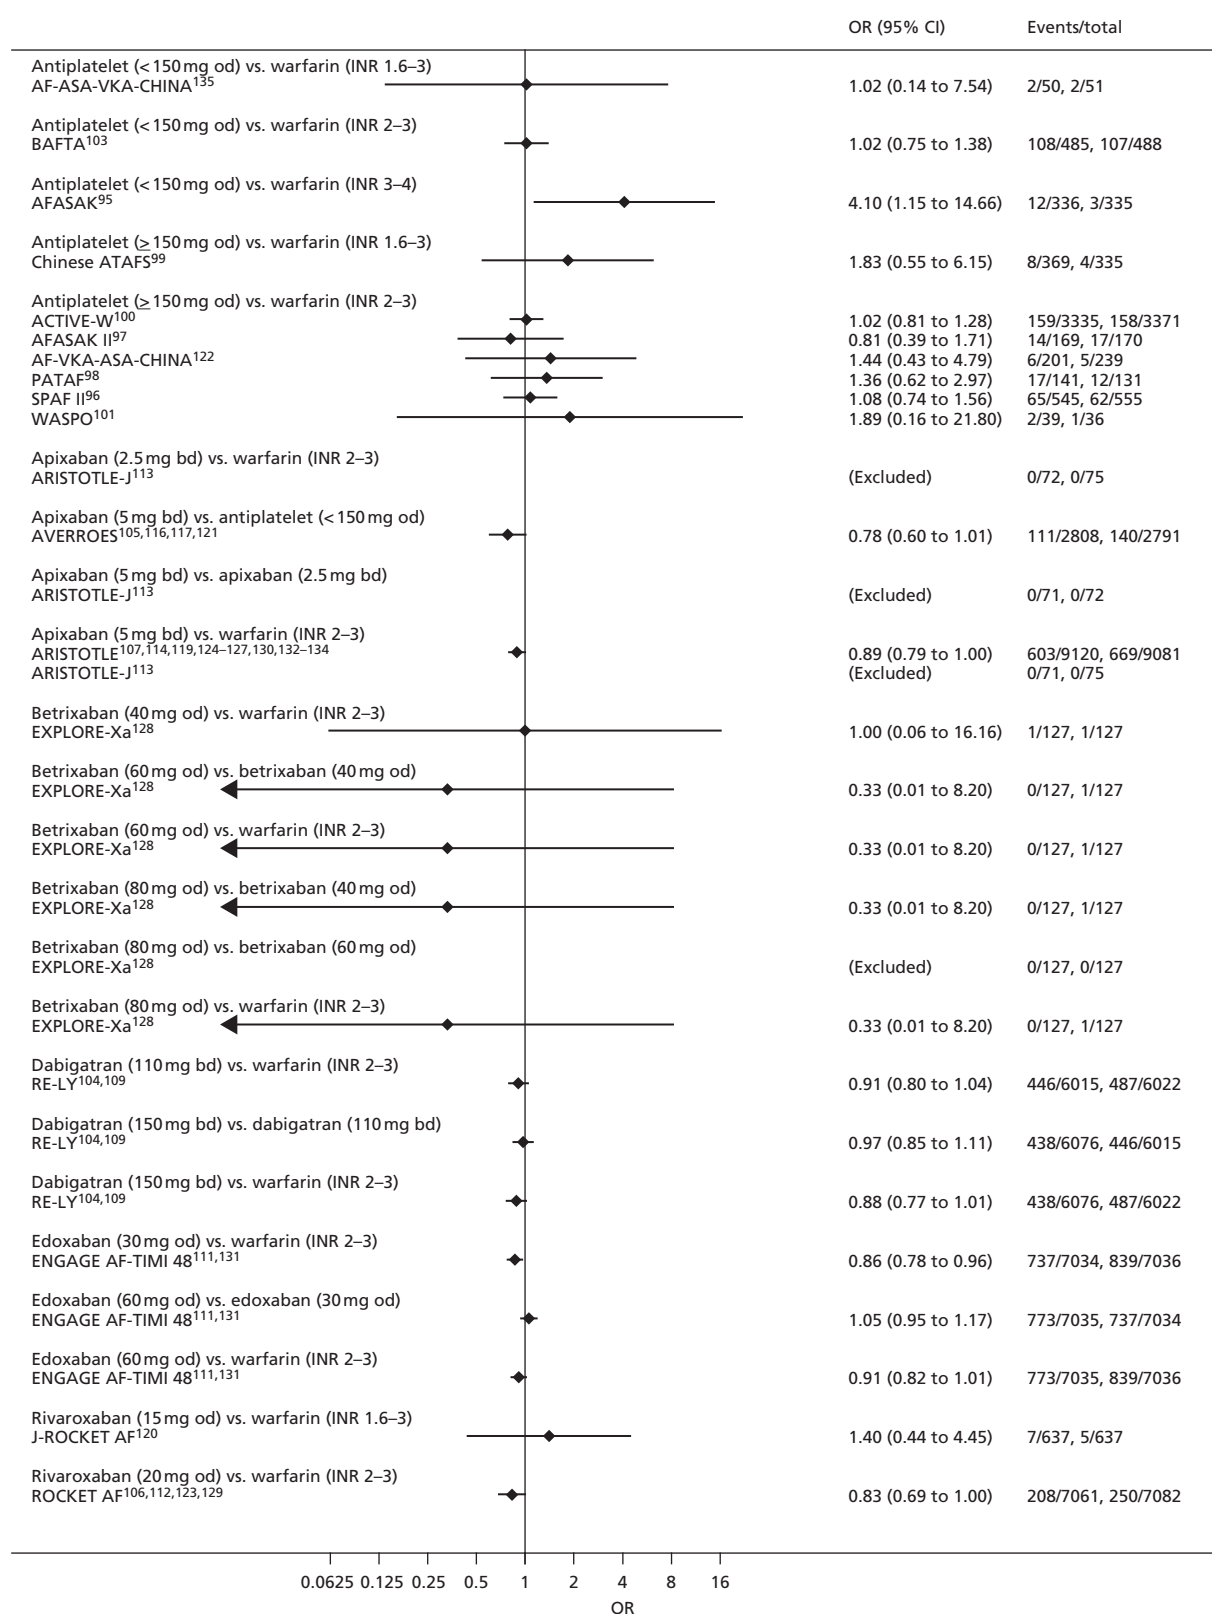 OR (95% CI) Events/total
Antiplatelet (<150 mg od) vs. warfarin (INR 1.6–3)
AF-ASA-VKA-CHINA135 1.02 (0.14 to 7.54) 2/50, 2/51
Antiplatelet (<150 mg od) vs. warfarin (INR 2–3)
BAFTA103 1.02 (0.75 to 1.38) 108/485, 107/488
Antiplatelet (<150 mg od) vs. warfarin (INR 3–4)
AFASAK95 4.10 (1.15 to 14.66) 12/336, 3/335
Antiplatelet (≥150 mg od) vs. warfarin (INR 1.6–3)
Chinese ATAFS99 1.83 (0.55 to 6.15) 8/369, 4/335
Antiplatelet (≥150 mg od) vs. warfarin (INR 2–3)
ACTIVE-W100 1.02 (0.81 to 1.28) 159/3335, 158/3371
AFASAK II97 0.81 (0.39 to 1.71) 14/169, 17/170
AF-VKA-ASA-CHINA122 1.44 (0.43 to 4.79) 6/201, 5/239
PATAF98 1.36 (0.62 to 2.97) 17/141, 12/131
SPAF II96 1.08 (0.74 to 1.56) 65/545, 62/555
WASPO101 1.89 (0.16 to 21.80) 2/39, 1/36
Apixaban (2.5 mg bd) vs. warfarin (INR 2–3)
ARISTOTLE-J113 (Excluded) 0/72, 0/75
Apixaban (5 mg bd) vs. antiplatelet (<150 mg od)
AVERROES105,116,117,121 0.78 (0.60 to 1.01) 111/2808, 140/2791
Apixaban (5 mg bd) vs. apixaban (2.5 mg bd)
ARISTOTLE-J113 (Excluded) 0/71, 0/72
Apixaban (5 mg bd) vs. warfarin (INR 2–3)
ARISTOTLE107,114,119,124–127,130,132–134 0.89 (0.79 to 1.00) 603/9120, 669/9081
ARISTOTLE-J113 (Excluded) 0/71, 0/75
Betrixaban (40 mg od) vs. warfarin (INR 2–3)
EXPLORE-Xa128 1.00 (0.06 to 16.16) 1/127, 1/127
Betrixaban (60 mg od) vs. betrixaban (40 mg od)
EXPLORE-Xa128 0.33 (0.01 to 8.20) 0/127, 1/127
Betrixaban (60 mg od) vs. warfarin (INR 2–3)
EXPLORE-Xa128 0.33 (0.01 to 8.20) 0/127, 1/127
Betrixaban (80 mg od) vs. betrixaban (40 mg od)
EXPLORE-Xa128 0.33 (0.01 to 8.20) 0/127, 1/127
Betrixaban (80 mg od) vs. betrixaban (60 mg od)
EXPLORE-Xa128 (Excluded) 0/127, 0/127
Betrixaban (80 mg od) vs. warfarin (INR 2–3)
EXPLORE-Xa128 0.33 (0.01 to 8.20) 0/127, 1/127
Dabigatran (110 mg bd) vs. warfarin (INR 2–3)
RE-LY104,109 0.91 (0.80 to 1.04) 446/6015, 487/6022
Dabigatran (150 mg bd) vs. dabigatran (110 mg bd)
RE-LY104,109 0.97 (0.85 to 1.11) 438/6076, 446/6015
Dabigatran (150 mg bd) vs. warfarin (INR 2–3)
RE-LY104,109 0.88 (0.77 to 1.01) 438/6076, 487/6022
Edoxaban (30 mg od) vs. warfarin (INR 2–3)
ENGAGE AF-TIMI 48111,131 0.86 (0.78 to 0.96) 737/7034, 839/7036
Edoxaban (60 mg od) vs. edoxaban (30 mg od)
ENGAGE AF-TIMI 48111,131 1.05 (0.95 to 1.17) 773/7035, 737/7034
Edoxaban (60 mg od) vs. warfarin (INR 2–3)
ENGAGE AF-TIMI 48111,131 0.91 (0.82 to 1.01) 773/7035, 839/7036
Rivaroxaban (15 mg od) vs. warfarin (INR 1.6–3)
J-ROCKET AF120 1.40 (0.44 to 4.45) 7/637, 5/637
Rivaroxaban (20 mg od) vs. warfarin (INR 2–3)
ROCKET AF106,112,123,129 0.83 (0.69 to 1.00) 208/7061, 250/7082
0.0625 0.125 0.25 0.5 1 2 4 8 16
OR